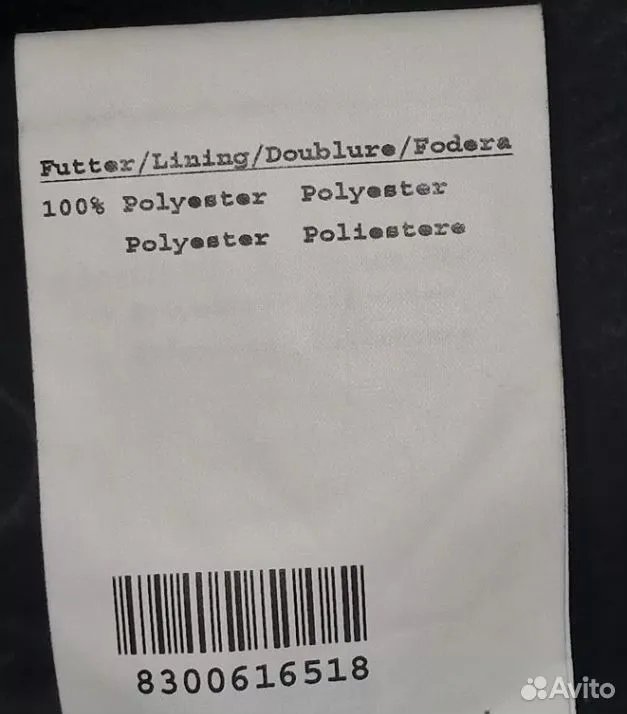 Futter/Lining/Doublure/Fodera
100% Polyester Polyester
Polyester Poliestere
8300616518
Avito